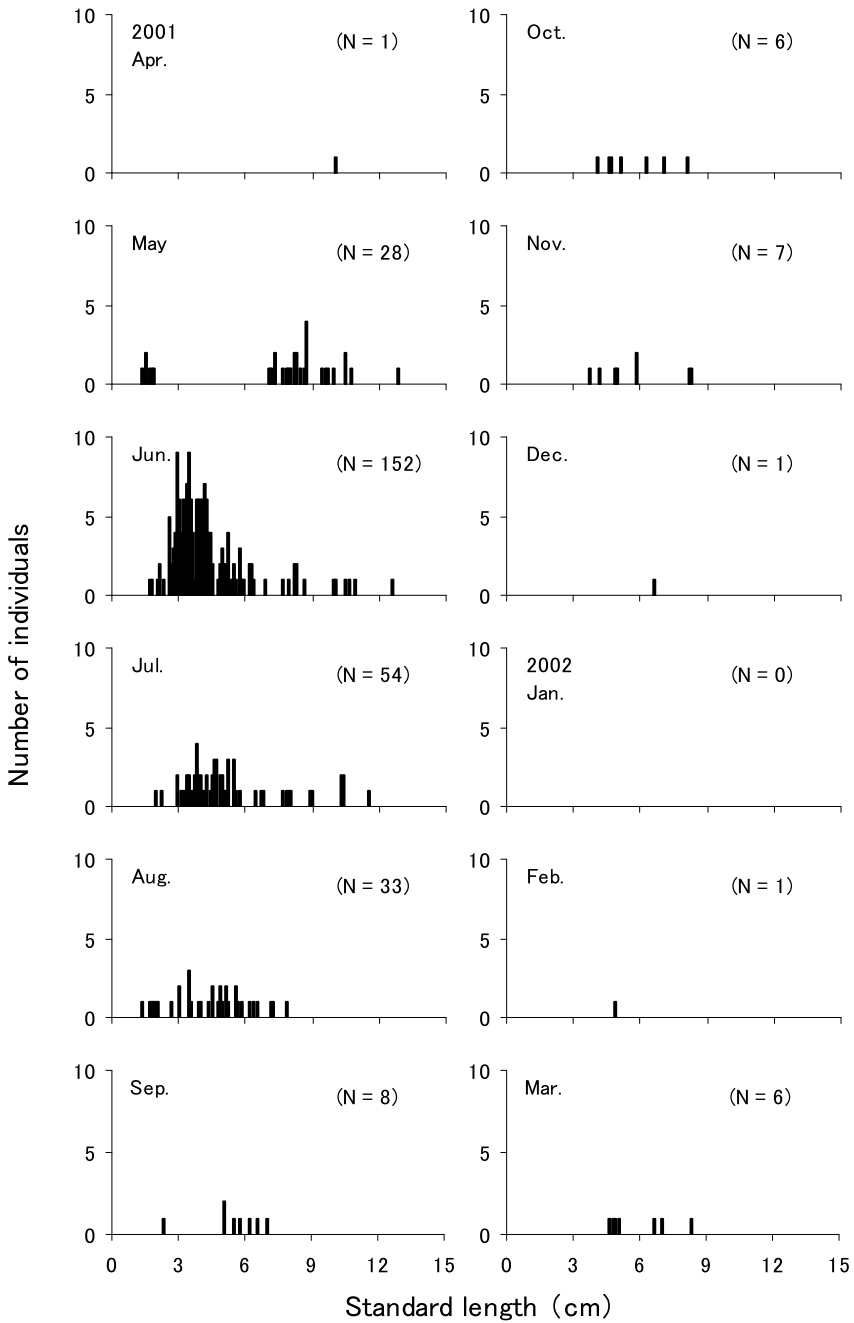 10
5
0
2001
Apr.
(N = 1)
10
5
0
Oct.
(N = 6)
10
5
0
May
(N = 28)
10
5
0
Nov.
(N = 7)
10
5
0
Jun.
(N = 152)
10
5
0
Dec.
(N = 1)
10
5
0
Jul.
(N = 54)
10
5
0
2002
Jan.
(N = 0)
10
5
0
Aug.
(N = 33)
10
5
0
Feb.
(N = 1)
10
5
0
Sep.
(N = 8)
10
5
0
Mar.
(N = 6)
0 3 6 9 12 15
0 3 6 9 12 15
Number of individuals
Standard length (cm)